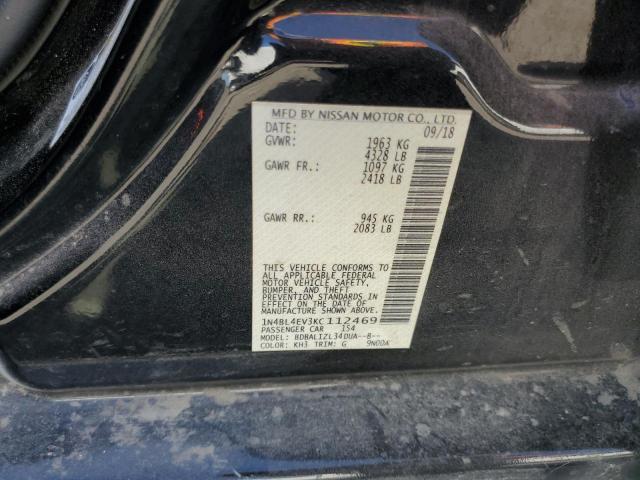 MFD BY NISSAN MOTOR CO., LTD.
DATE: 09/18
GVWR: 1963 KG
4328 LB
GAWR FR.: 1097 KG
2418 LB
GAWR RR.: 945 KG
2083 LB
THIS VEHICLE CONFORMS TO
ALL APPLICABLE FEDERAL
MOTOR VEHICLE SAFETY,
BUMPER, AND THEFT
PREVENTION STANDARDS
IN EFFECT ON THE DATE OF
MANUFACTURE SHOWN ABOVE.
1N4BL4EV3KC112469
PASSENGER CAR 154
MODEL: BDBALIZL34DUA--B--
COLOR: KH3 TRIM: G 9N0DA